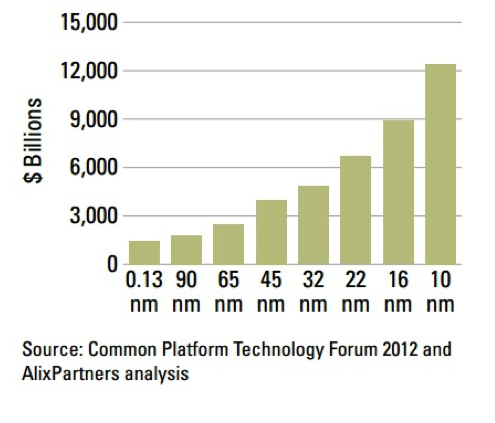 15,000
12,000
9,000
6,000
3,000
0
$ Billions
0.13 90 65 45 32 22 16 10
nm nm nm nm nm nm nm nm
Source: Common Platform Technology Forum 2012 and
AlixPartners analysis